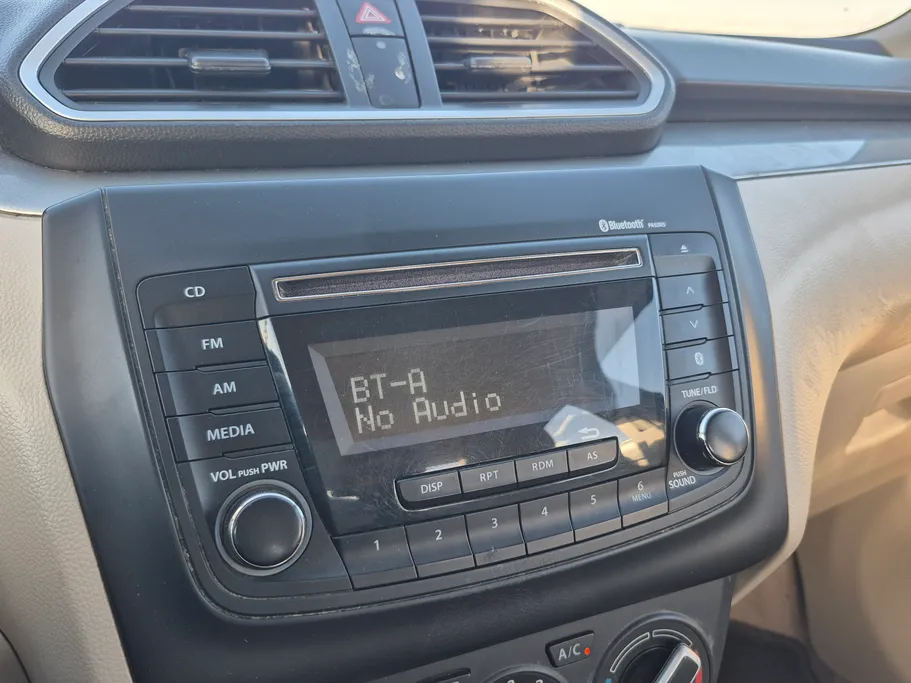 Bluetooth
CD
FM
AM
MEDIA
VOL PUSH PWR
BT-A
No Audio
DISP
RPT
RDM
AS
1
2
3
4
5
6
MENU
TUNE/FLD
PUSH
SOUND
A/C